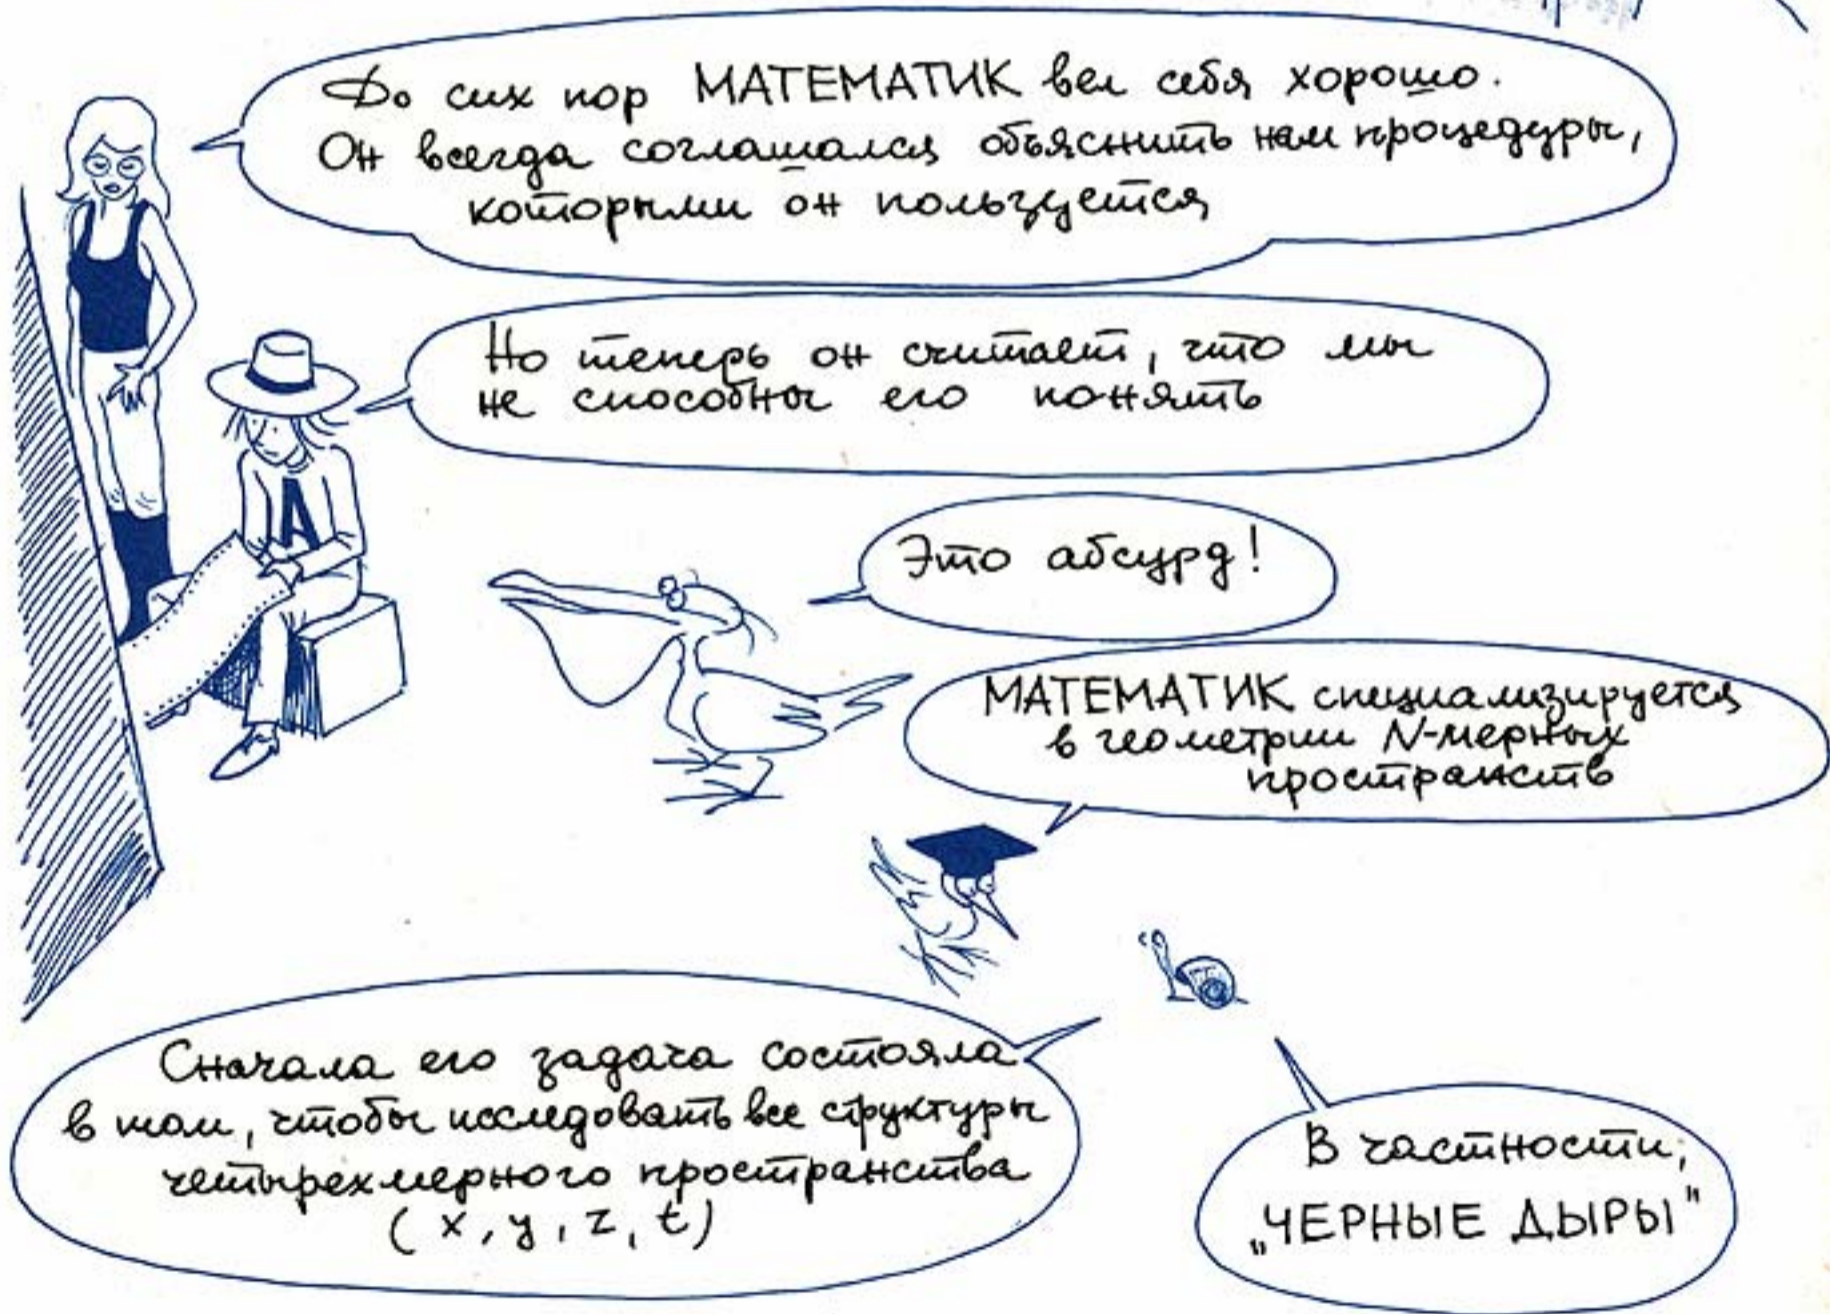 До сих пор МАТЕМАТИК вел себя хорошо.
Он всегда соглашался объяснить нам процедуры,
которыми он пользуется
Но теперь он считает, что мы
не способны его понять
A
Это абсурд!
МАТЕМАТИК специализируется
в геометрии N-мерных
пространств
Сначала его задача состояла
в том, чтобы исследовать все структуры
четырехмерного пространства
(x, y, z, t)
В частности,
„ЧЕРНЫЕ ДЫРЫ"